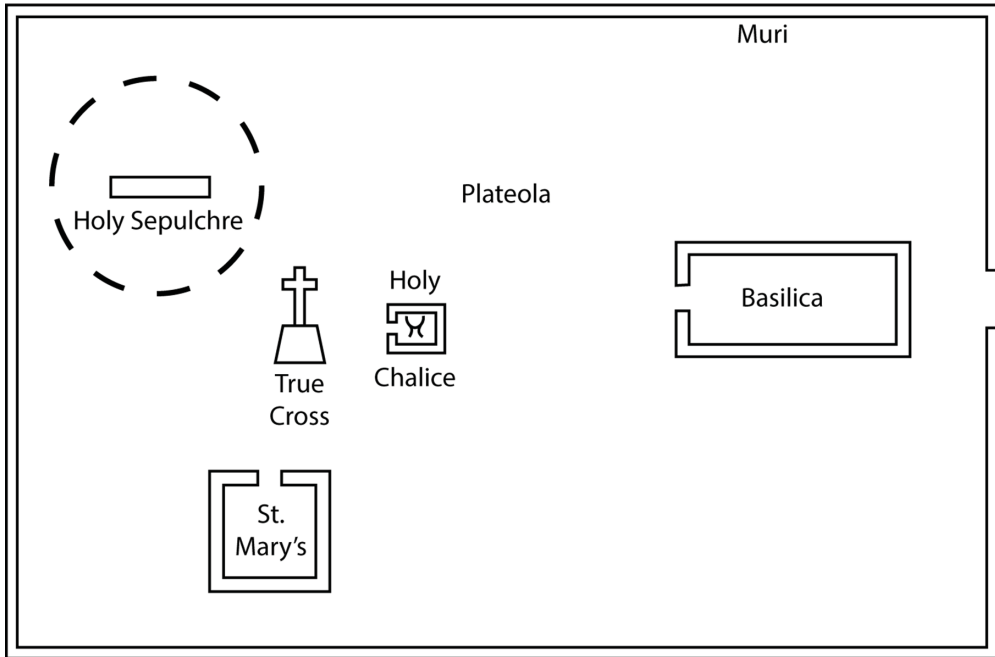 Muri
Plateola
Holy Sepulchre
Holy
Chalice
Basilica
True
Cross
St.
Mary's